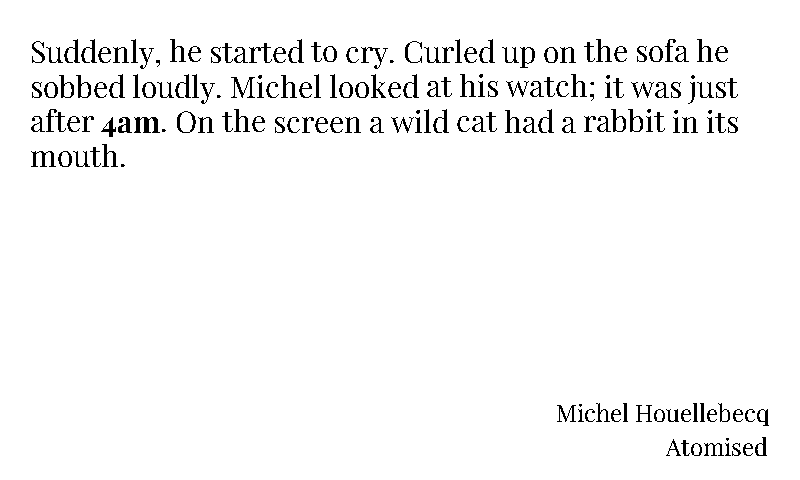 Suddenly, he started to cry. Curled up on the sofa he
sobbed loudly. Michel looked at his watch; it was just
after 4am. On the screen a wild cat had a rabbit in its
mouth.
Michel Houellebecq
Atomised